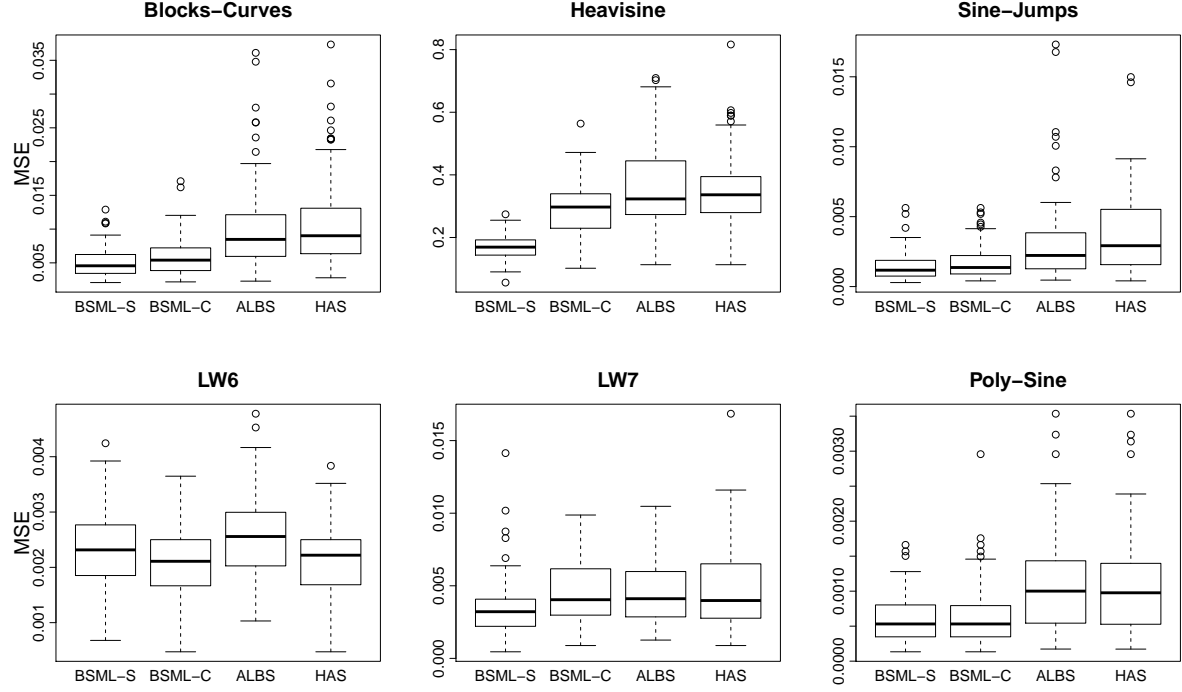 Blocks−Curves
MSE
0.005
0.015
0.025
0.035
BSML−S BSML−C ALBS HAS
Heavisine
0.2
0.4
0.6
0.8
BSML−S BSML−C ALBS HAS
Sine−Jumps
0.000
0.005
0.010
0.015
BSML−S BSML−C ALBS HAS
LW6
MSE
0.001
0.002
0.003
0.004
BSML−S BSML−C ALBS HAS
LW7
0.000
0.005
0.010
0.015
BSML−S BSML−C ALBS HAS
Poly−Sine
0.0000
0.0010
0.0020
0.0030
BSML−S BSML−C ALBS HAS